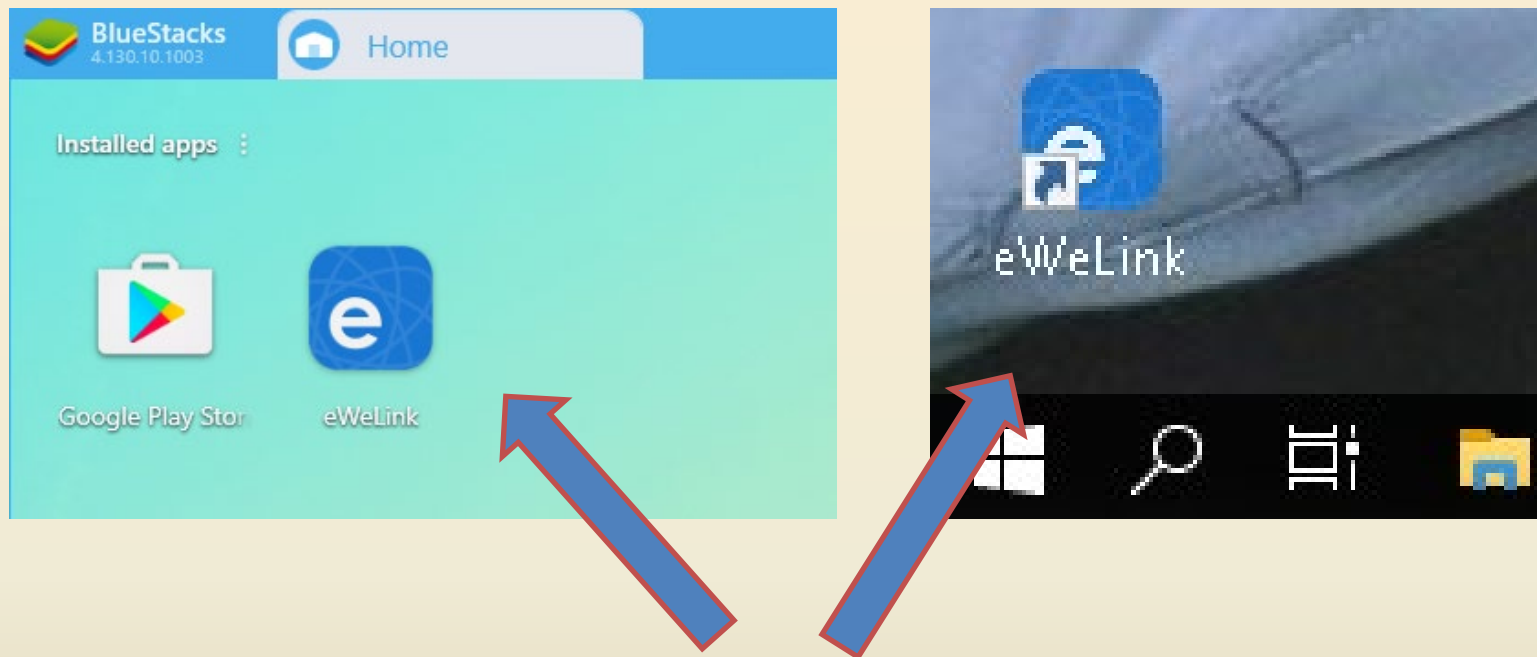 BlueStacks
4.130.10.1003
Home
Installed apps
Google Play Stor
eWeLink
eWeLink